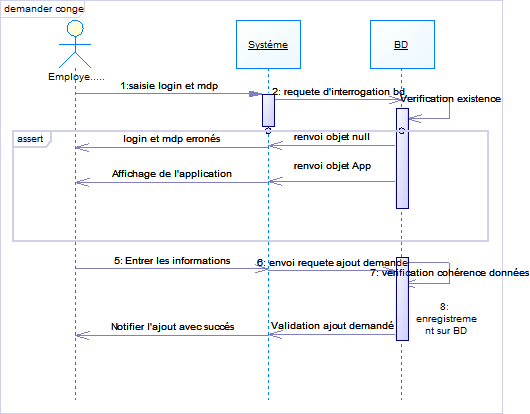 demander conge
Employe.....
Systéme
BD
1:saisie login et mdp
2: requete d'interrogation bd
Verification existence
assert
login et mdp erronés
renvoi objet null
Affichage de l'application
renvoi objet App
5: Entrer les informations
6: envoi requete ajout demande
7: vérification cohérence données
8:
enregistreme
nt sur BD
Notifier l'ajout avec succés
Validation ajout demandé